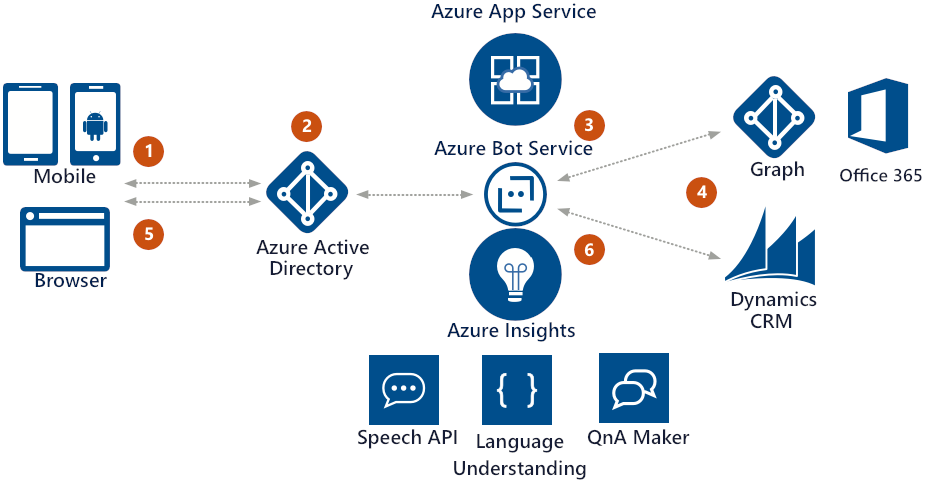 Azure App Service
3
1
2
Azure Bot Service
Mobile
Graph
Office 365
4
5
6
Azure Active
Directory
Browser
Dynamics
CRM
Azure Insights
{ }
Speech API
Language
Understanding
QnA Maker